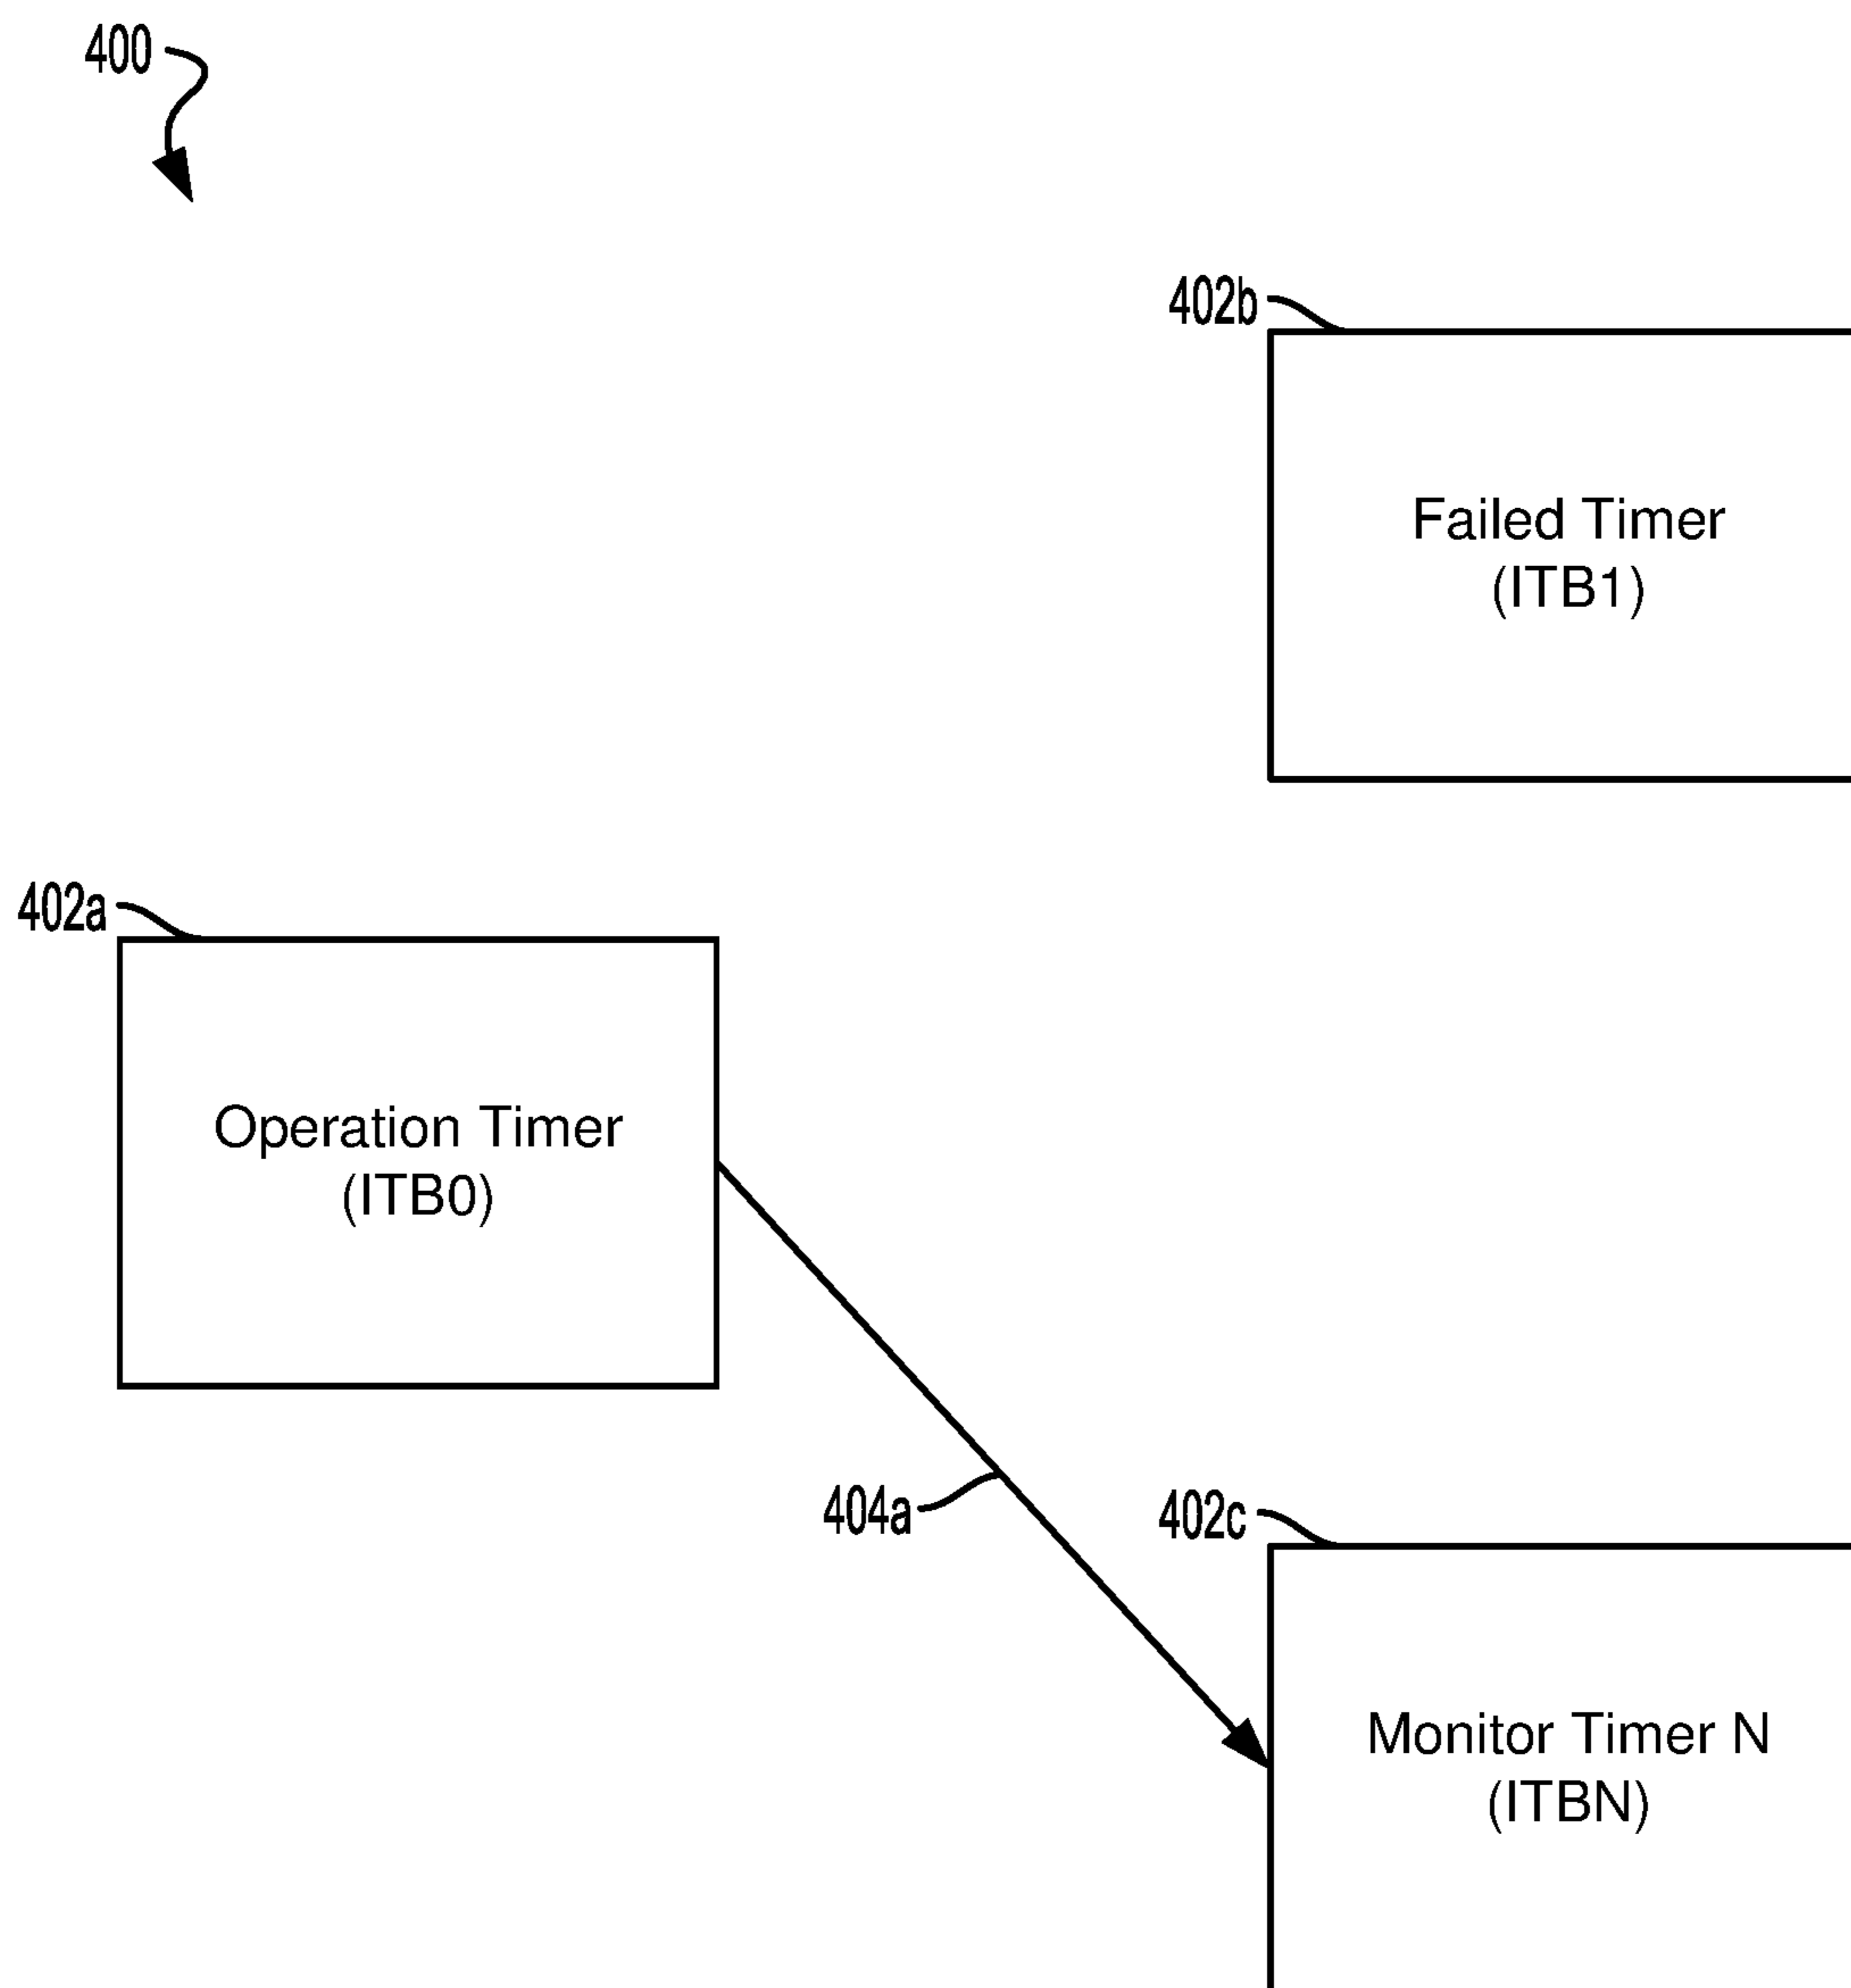 400
402b
Failed Timer
(ITB1)
402a
Operation Timer
(ITB0)
404a
402c
Monitor Timer N
(ITBN)